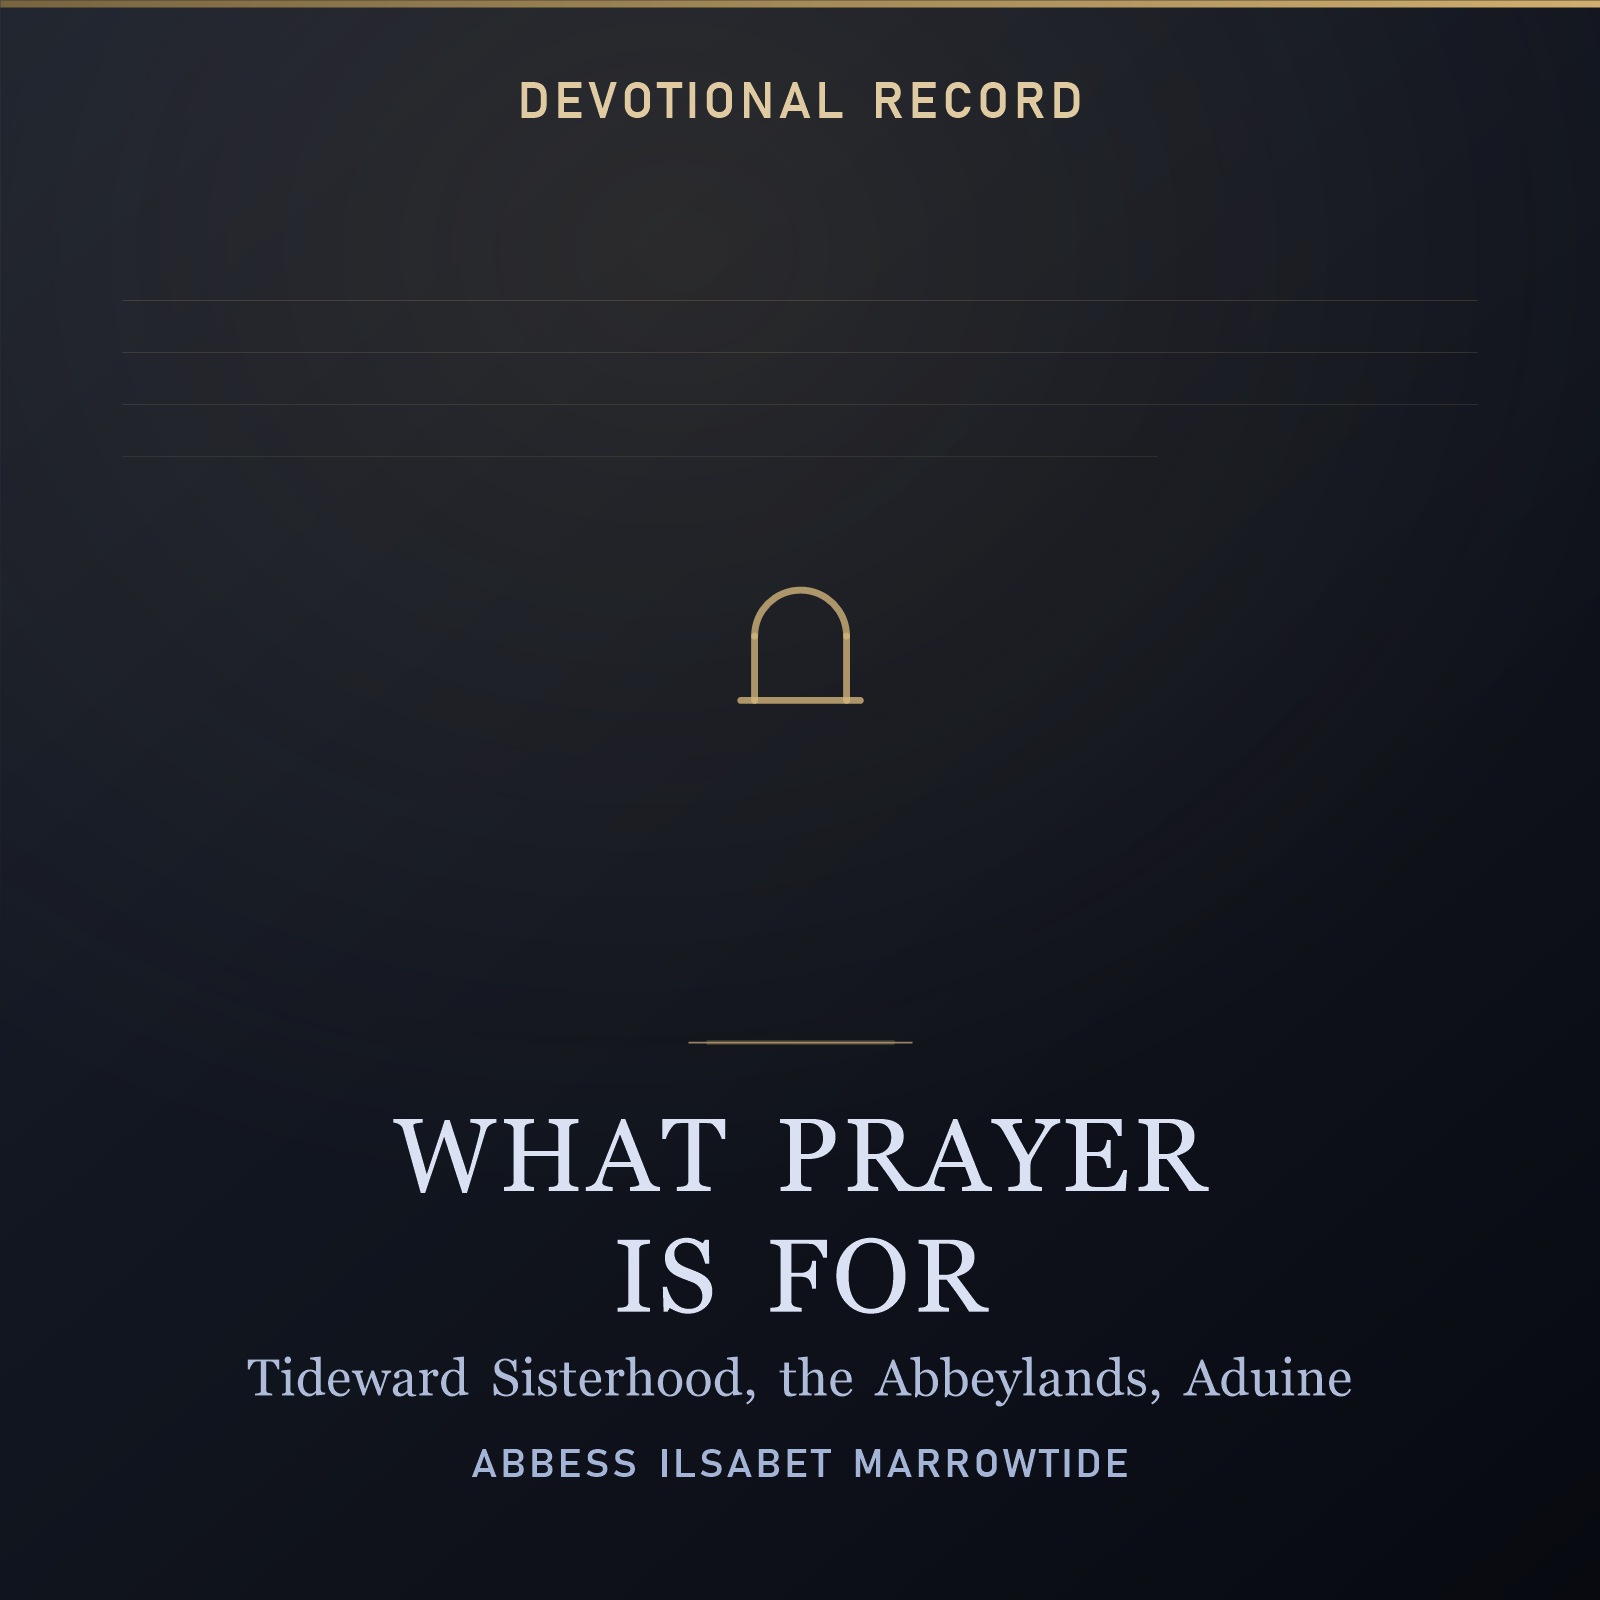 DEVOTIONAL RECORD
WHAT PRAYER
IS FOR
Tideward Sisterhood, the Abbeylands, Aduine
ABBESS ILSABET MARROWTIDE